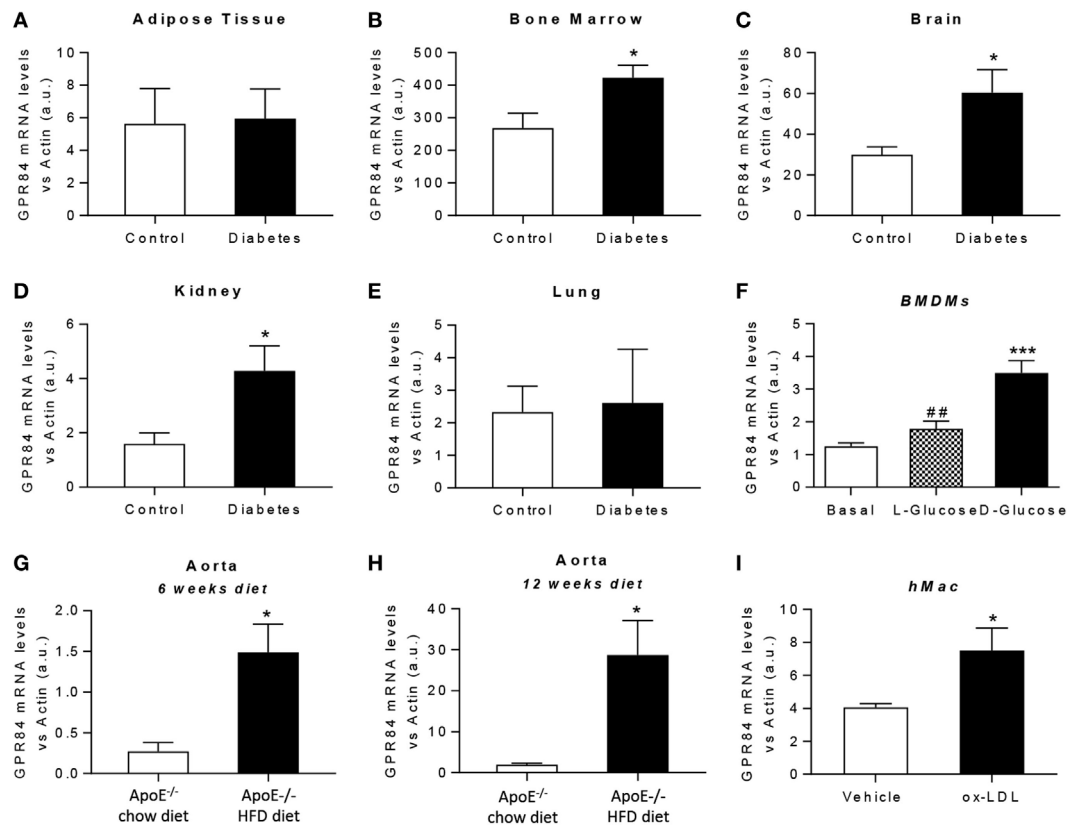 A
Adipose Tissue
GPR84 mRNA levels
vs Actin (a.u.)
10
8
6
4
2
0
Control Diabetes
B
Bone Marrow
GPR84 mRNA levels
vs Actin (a.u.)
500
400
300
200
100
0
*
Control Diabetes
C
Brain
GPR84 mRNA levels
vs Actin (a.u.)
80
60
40
20
0
*
Control Diabetes
D
Kidney
GPR84 mRNA levels
vs Actin (a.u.)
6
4
2
0
*
Control Diabetes
E
Lung
GPR84 mRNA levels
vs Actin (a.u.)
5
4
3
2
1
0
Control Diabetes
F
BMDMs
GPR84 mRNA levels
vs Actin (a.u.)
5
4
3
2
1
0
##
***
Basal L-Glucose D-Glucose
G
Aorta
6 weeks diet
GPR84 mRNA levels
vs Actin (a.u.)
2.0
1.5
1.0
0.5
0.0
*
ApoE-/- ApoE-/-
chow diet HFD diet
H
Aorta
12 weeks diet
GPR84 mRNA levels
vs Actin (a.u.)
40
30
20
10
0
*
ApoE-/- ApoE-/-
chow diet HFD diet
I
hMac
GPR84 mRNA levels
vs Actin (a.u.)
10
8
6
4
2
0
*
Vehicle ox-LDL